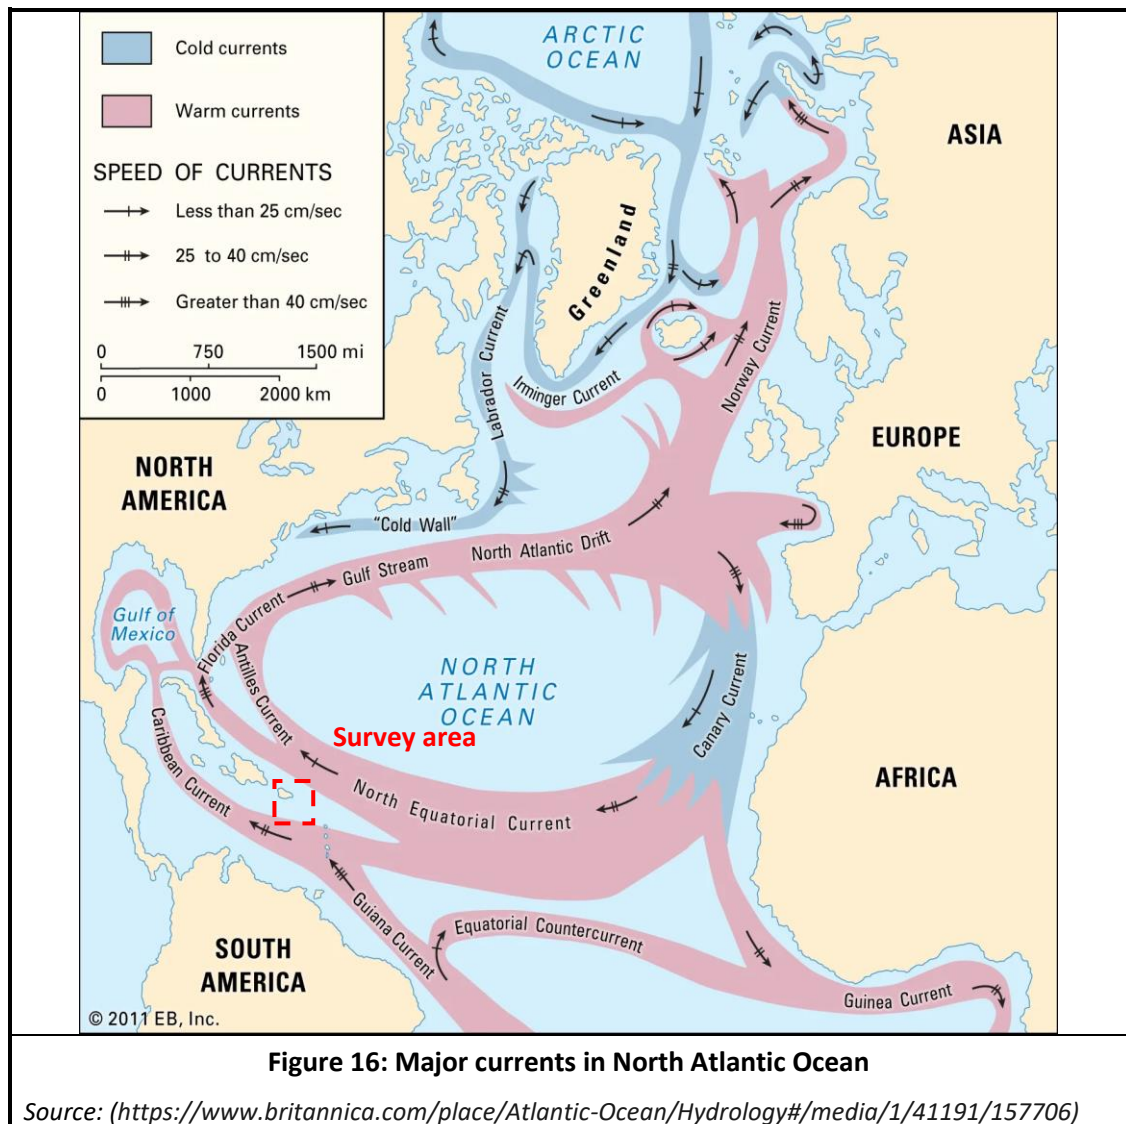 Cold currents
Warm currents
SPEED OF CURRENTS
Less than 25 cm/sec
25 to 40 cm/sec
Greater than 40 cm/sec
0 750 1500 mi
0 1000 2000 km
ARCTIC
OCEAN
ASIA
Greenland
Labrador Current
Irminger Current
Norway Current
EUROPE
NORTH
AMERICA
"Cold Wall"
North Atlantic Drift
Gulf Stream
Gulf of
Mexico
Florida Current
Antilles Current
NORTH
ATLANTIC
OCEAN
Canary Current
Survey area
Caribbean Current
North Equatorial Current
AFRICA
Guiana Current
Equatorial Countercurrent
SOUTH
AMERICA
Guinea Current
© 2011 EB, Inc.
Figure 16: Major currents in North Atlantic Ocean
Source: (https://www.britannica.com/place/Atlantic-Ocean/Hydrology#/media/1/41191/157706)